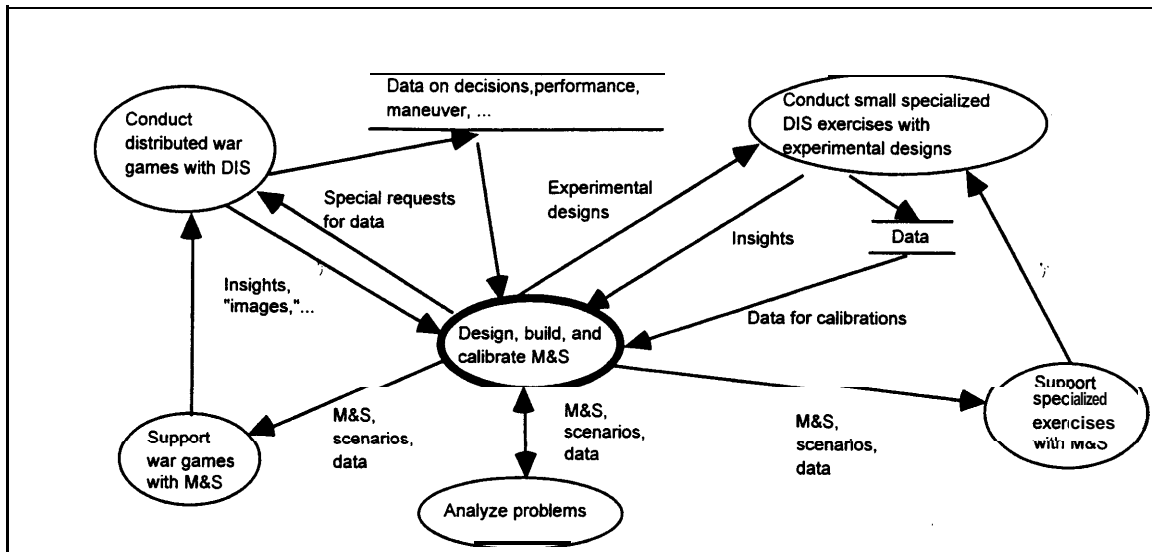 Data on decisions,performance,
maneuver, ...
Conduct
distributed war
games with DIS
Conduct small specialized
DIS exercises with
experimental designs
Special requests
for data
Experimental
designs
Insights
Data
Insights,
"images,"...
Data for calibrations
Design, build, and
calibrate M&S
Support
war games
with M&S
M&S,
scenarios,
data
M&S,
scenarios,
data
M&S,
scenarios,
data
Support
specialized
exercises
with M&S
Analyze problems